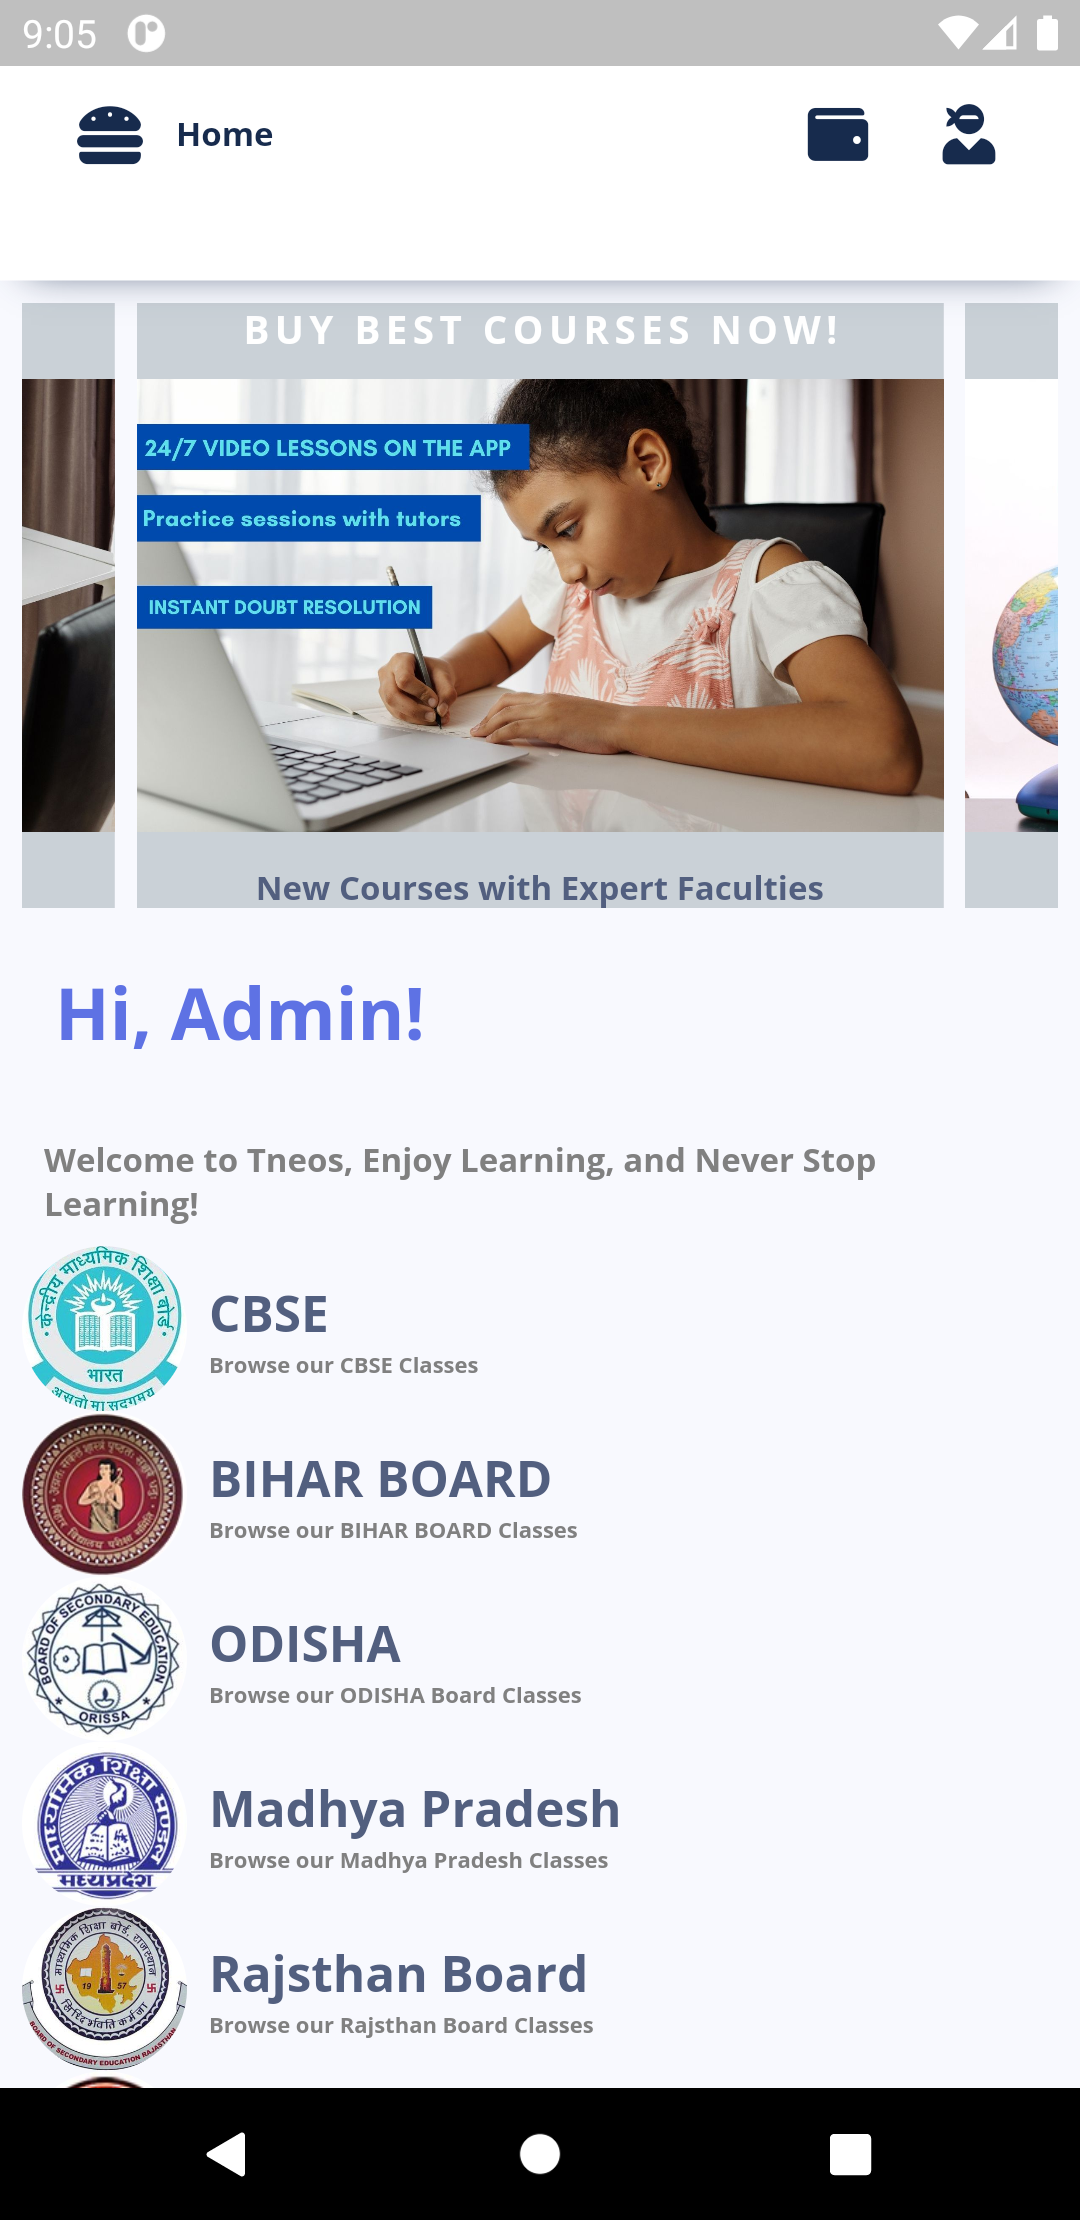 9:05
Home
BUY BEST COURSES NOW!
24/7 VIDEO LESSONS ON THE APP
Practice sessions with tutors
INSTANT DOUBT RESOLUTION
New Courses with Expert Faculties
Hi, Admin!
Welcome to Tneos, Enjoy Learning, and Never Stop
Learning!
केन्द्रीय माध्यमिक शिक्षा बोर्ड
भारत
असतो मा सदगमय
CBSE
Browse our CBSE Classes
BIHAR BOARD
Browse our BIHAR BOARD Classes
BOARD OF SECONDARY EDUCATION
ORISSA
ODISHA
Browse our ODISHA Board Classes
माध्यमिक शिक्षा मण्डल
मध्यप्रदेश
Madhya Pradesh
Browse our Madhya Pradesh Classes
माध्यमिक शिक्षा बोर्ड, राजस्थान
19 57
BOARD OF SECONDARY EDUCATION RAJASTHAN
Rajsthan Board
Browse our Rajsthan Board Classes